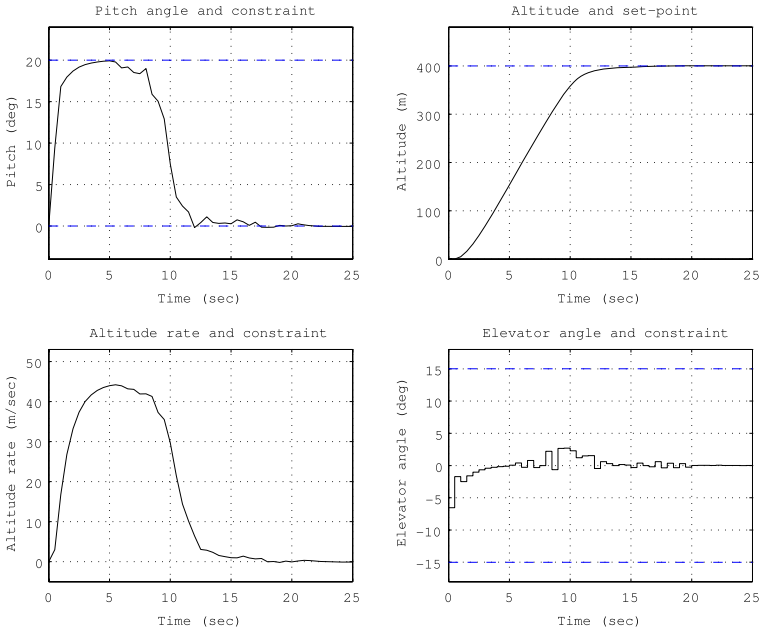 Pitch angle and constraint
20
15
10
5
0
Pitch (deg)
0 5 10 15 20 25
Time (sec)
Altitude and set-point
400
300
200
100
0
Altitude (m)
0 5 10 15 20 25
Time (sec)
Altitude rate and constraint
50
40
30
20
10
0
Altitude rate (m/sec)
0 5 10 15 20 25
Time (sec)
Elevator angle and constraint
15
10
5
0
−5
−10
−15
Elevator angle (deg)
0 5 10 15 20 25
Time (sec)